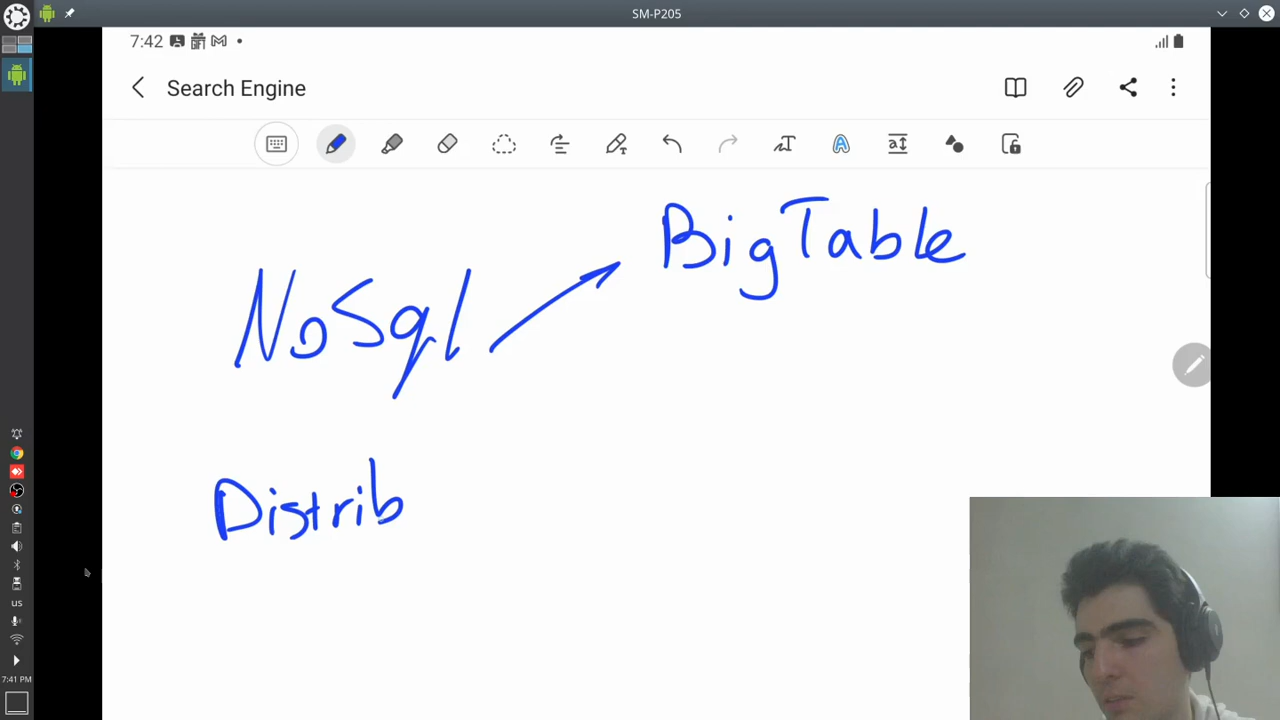 SM-P205
7:42
Search Engine
BigTable
NoSql
Distrib
us
7:41 PM